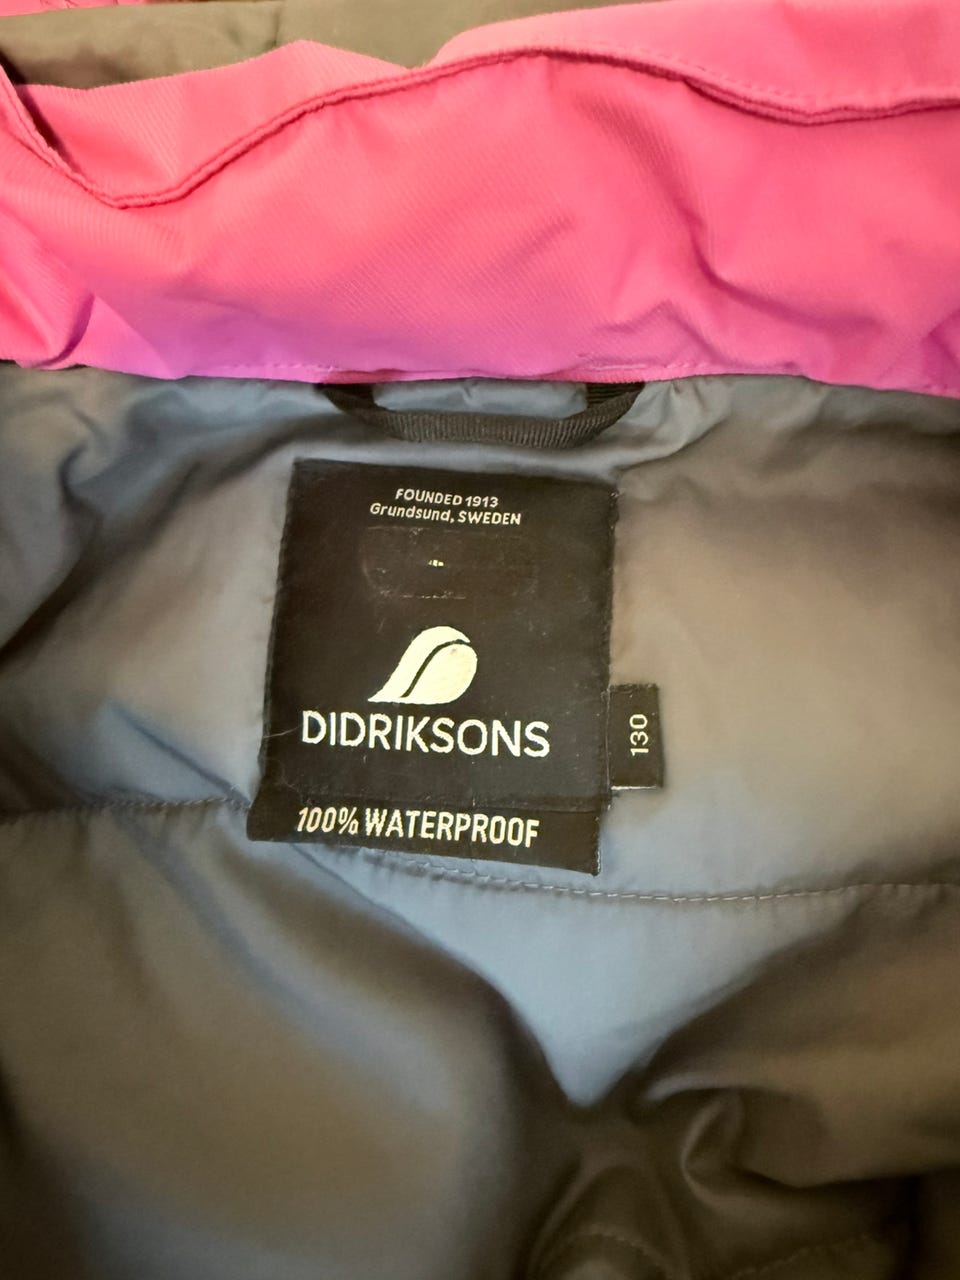 FOUNDED 1913
Grundsund, SWEDEN
DIDRIKSONS
130
100% WATERPROOF